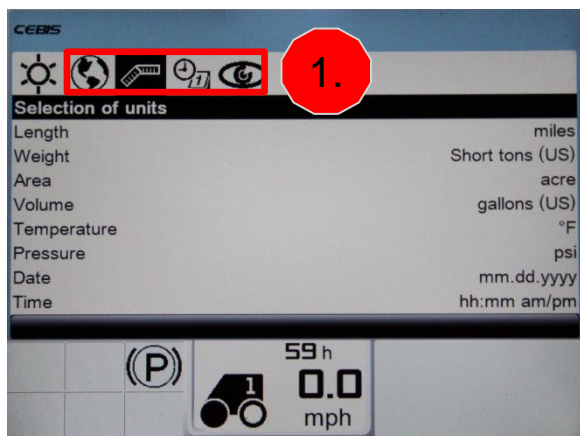 CEBIS
1.
Selection of units
Length miles
Weight Short tons (US)
Area acre
Volume gallons (US)
Temperature °F
Pressure psi
Date mm.dd.yyyy
Time hh:mm am/pm
(P)
59 h
1
0.0
mph